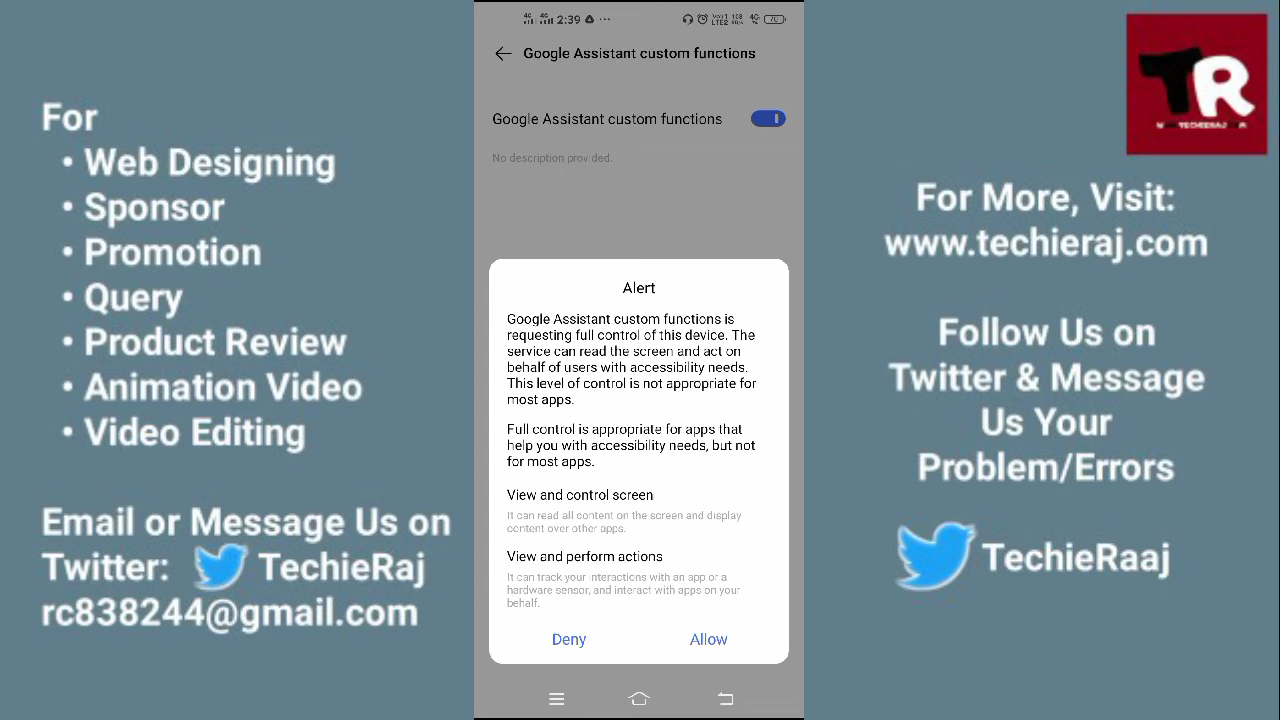 For
• Web Designing
• Sponsor
• Promotion
• Query
• Product Review
• Animation Video
• Video Editing
Email or Message Us on
Twitter: TechieRaj
rc838244@gmail.com
2:39
Google Assistant custom functions
Google Assistant custom functions
No description provided.
Alert
Google Assistant custom functions is
requesting full control of this device. The
service can read the screen and act on
behalf of users with accessibility needs.
This level of control is not appropriate for
most apps.
Full control is appropriate for apps that
help you with accessibility needs, but not
for most apps.
View and control screen
It can read all content on the screen and display
content over other apps.
View and perform actions
It can track your interactions with an app or a
hardware sensor, and interact with apps on your
behalf.
Deny Allow
TR
For More, Visit:
www.techieraj.com
Follow Us on
Twitter & Message
Us Your
Problem/Errors
TechieRaaj